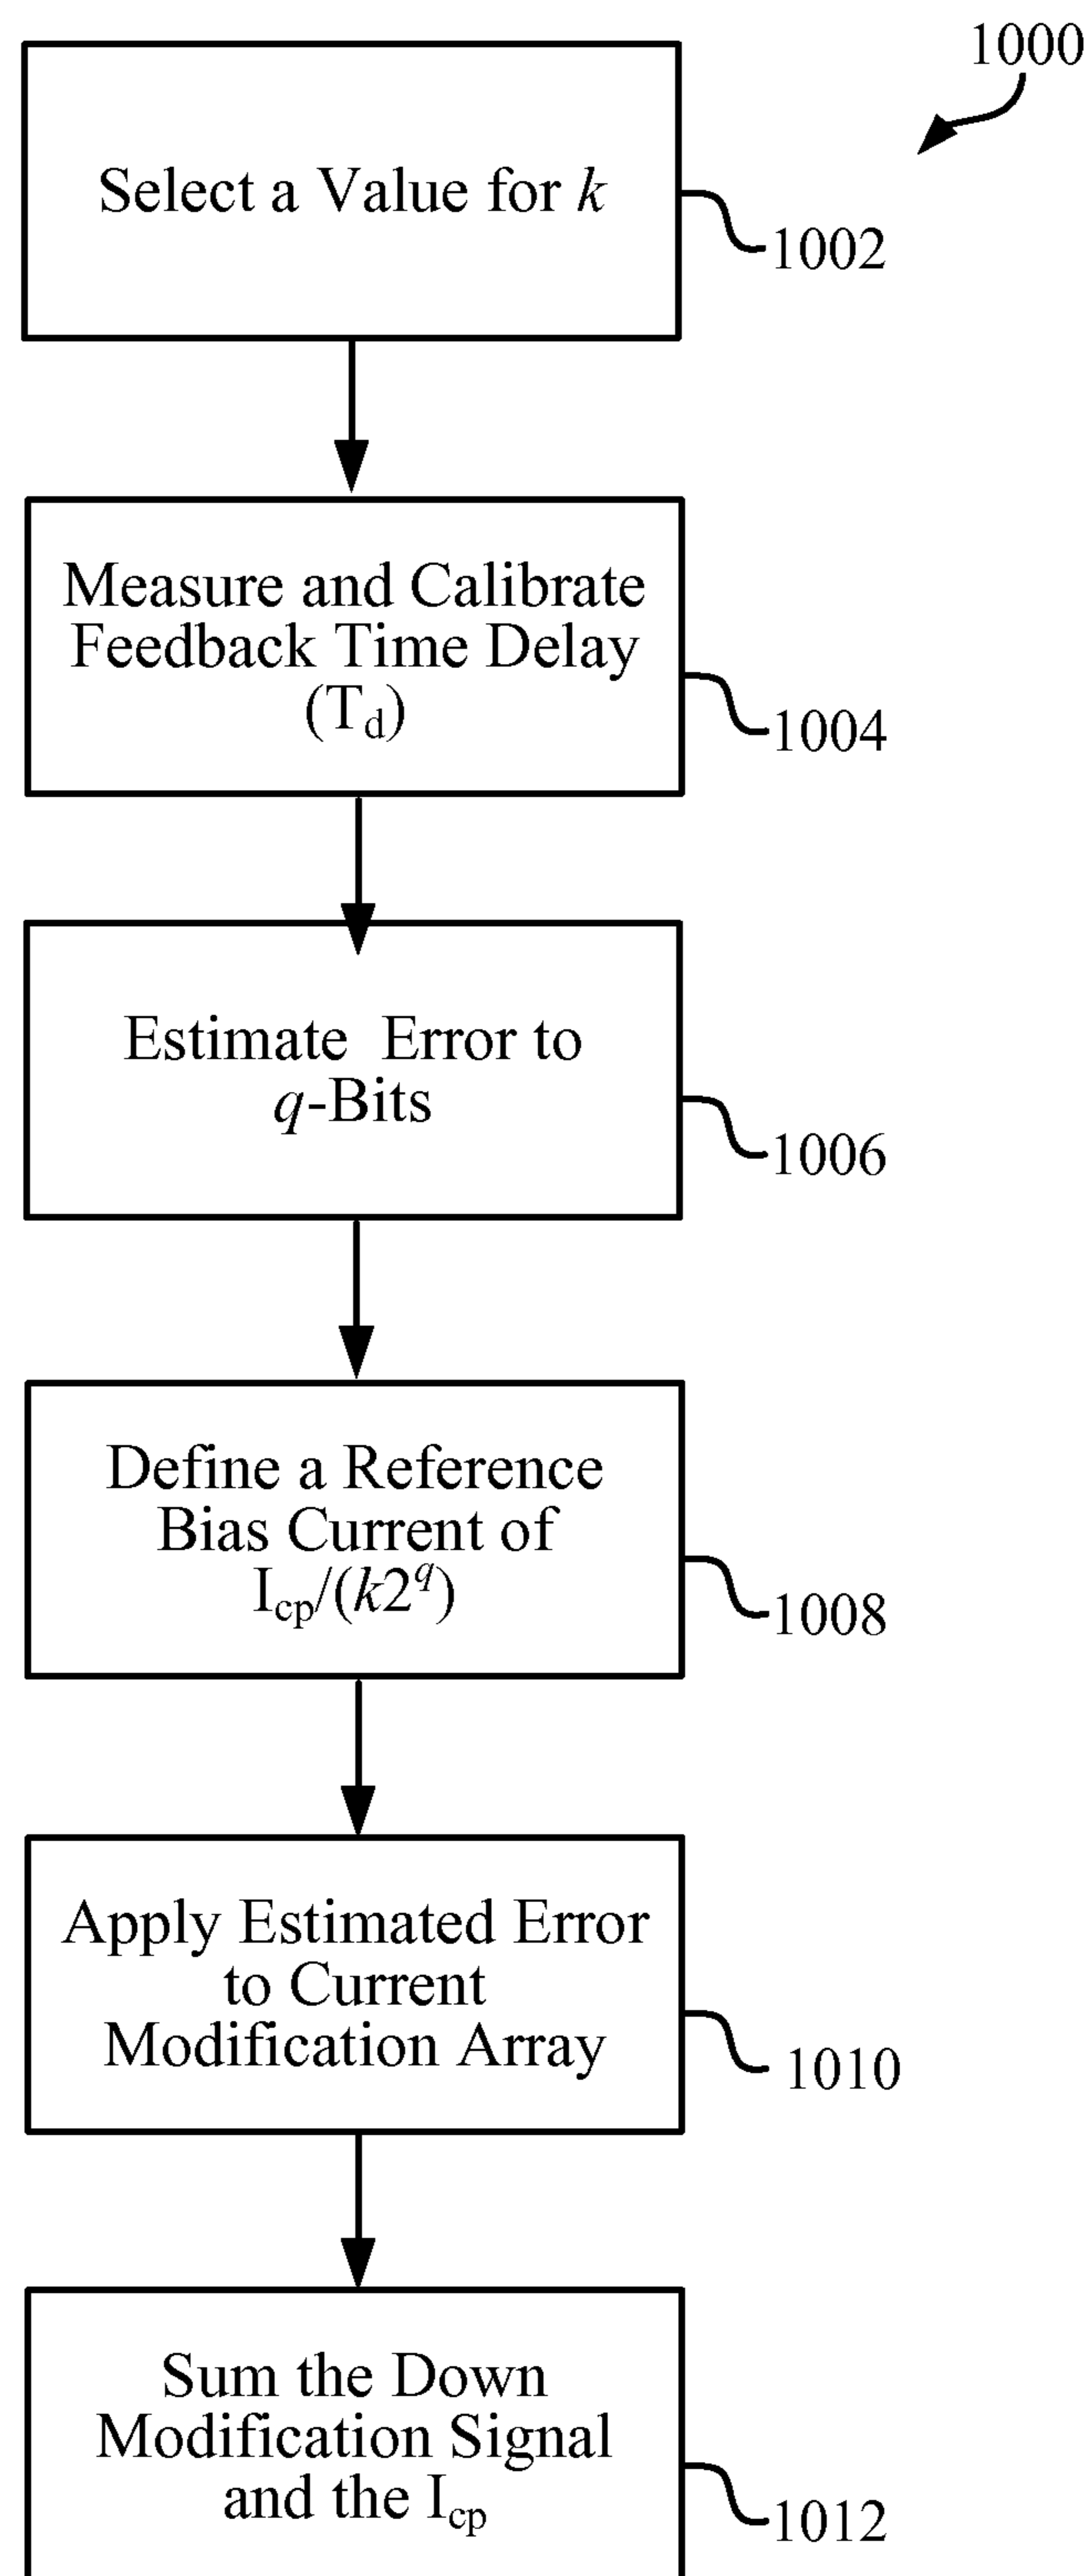 1000
Select a Value for k
1002
Measure and Calibrate
Feedback Time Delay
(Td)
1004
Estimate Error to
q-Bits
1006
Define a Reference
Bias Current of
Icp/(k2^q)
1008
Apply Estimated Error
to Current
Modification Array
1010
Sum the Down
Modification Signal
and the Icp
1012